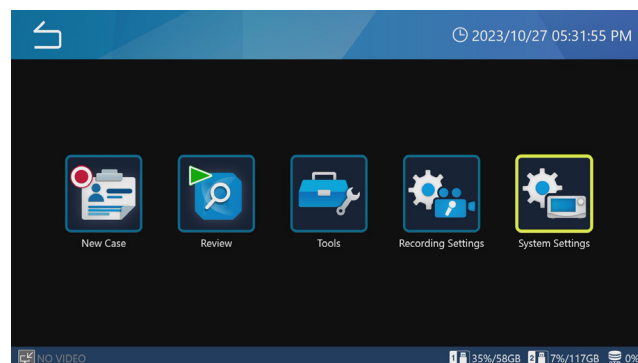 2023/10/27 05:31:55 PM
New Case
Review
Tools
Recording Settings
System Settings
NO VIDEO
1 35%/58GB 2 7%/117GB 0%